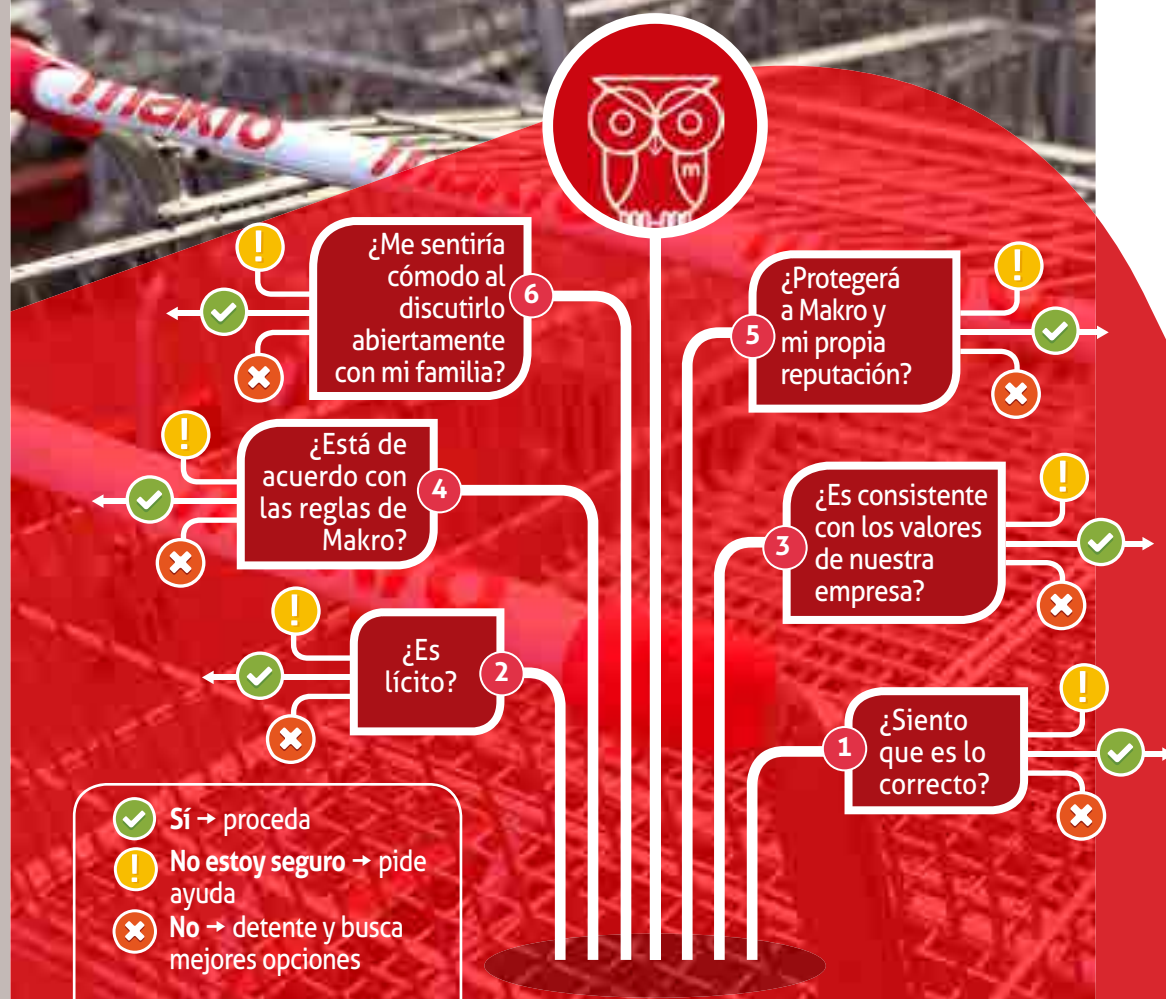 makro
m
¿Me sentiría
cómodo al
discutirlo
abiertamente
con mi familia?
6
¿Protegerá
a Makro y
mi propia
reputación?
5
¿Está de
acuerdo con
las reglas de
Makro?
4
¿Es consistente
con los valores
de nuestra
empresa?
3
¿Es
lícito?
2
¿Siento
que es lo
correcto?
1
Sí → proceda
No estoy seguro → pide
ayuda
No → detente y busca
mejores opciones